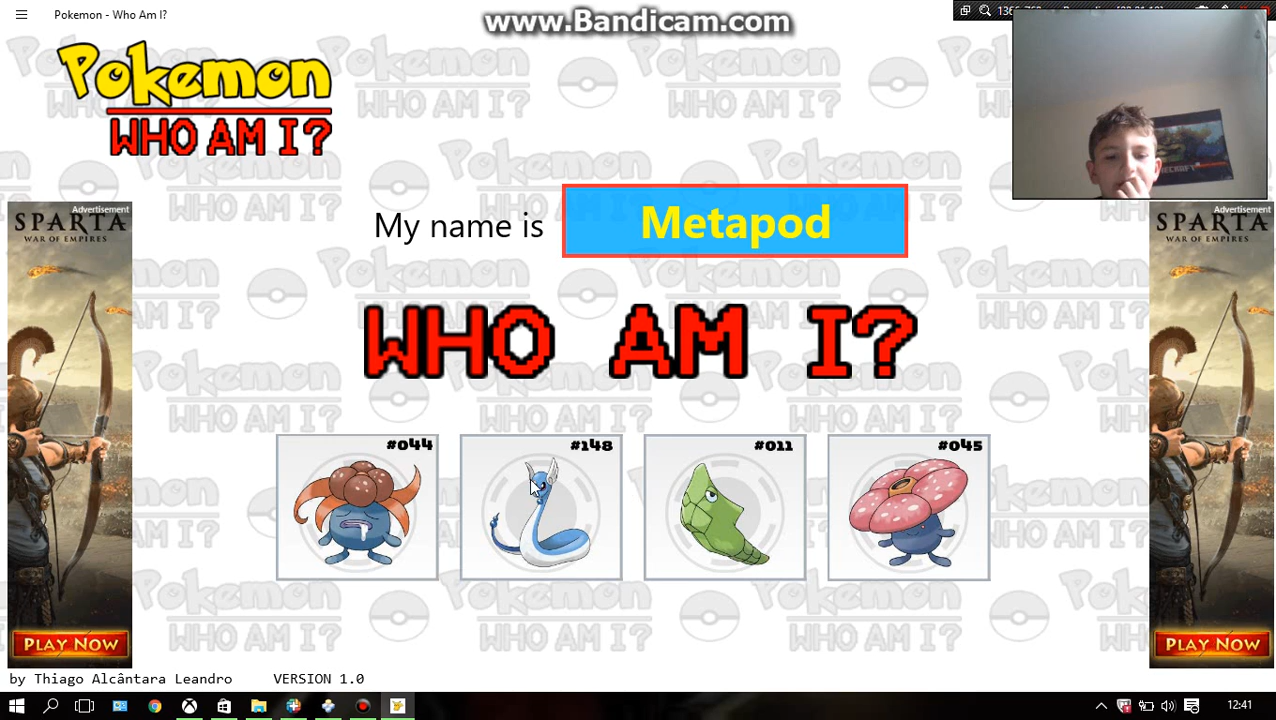 Pokemon - Who Am I?
www.Bandicam.com
Pokemon
WHO AM I?
MINECRAFT
My name is Metapod
Advertisement
SPARTA
WAR OF EMPIRES
Advertisement
SPARTA
WAR OF EMPIRES
WHO AM I?
#044
#148
#011
#045
PLAY NOW
PLAY NOW
by Thiago Alcântara Leandro VERSION 1.0
12:41